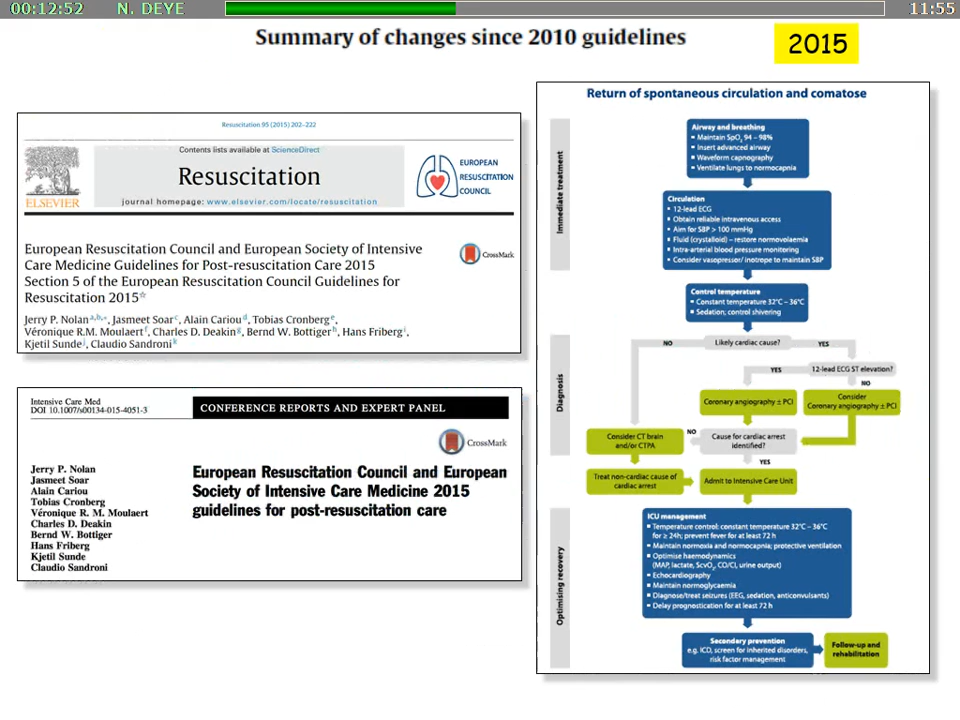 00:12:52 N. DEYE 11:55
Summary of changes since 2010 guidelines
2015
Resuscitation 95 (2015) 202–222
Contents lists available at ScienceDirect
Resuscitation
journal homepage: www.elsevier.com/locate/resuscitation
ELSEVIER
EUROPEAN
RESUSCITATION
COUNCIL
European Resuscitation Council and European Society of Intensive
Care Medicine Guidelines for Post-resuscitation Care 2015
Section 5 of the European Resuscitation Council Guidelines for
Resuscitation 2015☆
CrossMark
Jerry P. Nolan a,b,*, Jasmeet Soar c, Alain Cariou d, Tobias Cronberg e,
Véronique R.M. Moulaert f, Charles D. Deakin g, Bernd W. Bottiger h, Hans Friberg i,
Kjetil Sunde j, Claudio Sandroni k
Intensive Care Med
DOI 10.1007/s00134-015-4051-3
CONFERENCE REPORTS AND EXPERT PANEL
CrossMark
Jerry P. Nolan
Jasmeet Soar
Alain Cariou
Tobias Cronberg
Véronique R. M. Moulaert
Charles D. Deakin
Bernd W. Bottiger
Hans Friberg
Kjetil Sunde
Claudio Sandroni
European Resuscitation Council and European
Society of Intensive Care Medicine 2015
guidelines for post-resuscitation care
Return of spontaneous circulation and comatose
Immediate treatment
Airway and breathing
▪ Maintain SpO2 94 – 98%
▪ Insert advanced airway
▪ Waveform capnography
▪ Ventilate lungs to normocapnia
Circulation
▪ 12-lead ECG
▪ Obtain reliable intravenous access
▪ Aim for SBP > 100 mmHg
▪ Fluid (crystalloid) – restore normovolaemia
▪ Intra-arterial blood pressure monitoring
▪ Consider vasopressor/ inotrope to maintain SBP
Control temperature
▪ Constant temperature 32°C – 36°C
▪ Sedation; control shivering
Diagnosis
NO
Likely cardiac cause?
YES
YES
12-lead ECG ST elevation?
NO
Coronary angiography ± PCI
Consider
Coronary angiography ± PCI
Consider CT brain
and/or CTPA
NO
Cause for cardiac arrest
identified?
YES
Treat non-cardiac cause of
cardiac arrest
Admit to Intensive Care Unit
Optimising recovery
ICU management
▪ Temperature control: constant temperature 32°C – 36°C
for ≥ 24h; prevent fever for at least 72 h
▪ Maintain normoxia and normocapnia; protective ventilation
▪ Optimise haemodynamics
(MAP, lactate, ScvO2, CO/CI, urine output)
▪ Echocardiography
▪ Maintain normoglycaemia
▪ Diagnose/treat seizures (EEG, sedation, anticonvulsants)
▪ Delay prognostication for at least 72 h
Secondary prevention
e.g. ICD, screen for inherited disorders,
risk factor management
Follow-up and
rehabilitation